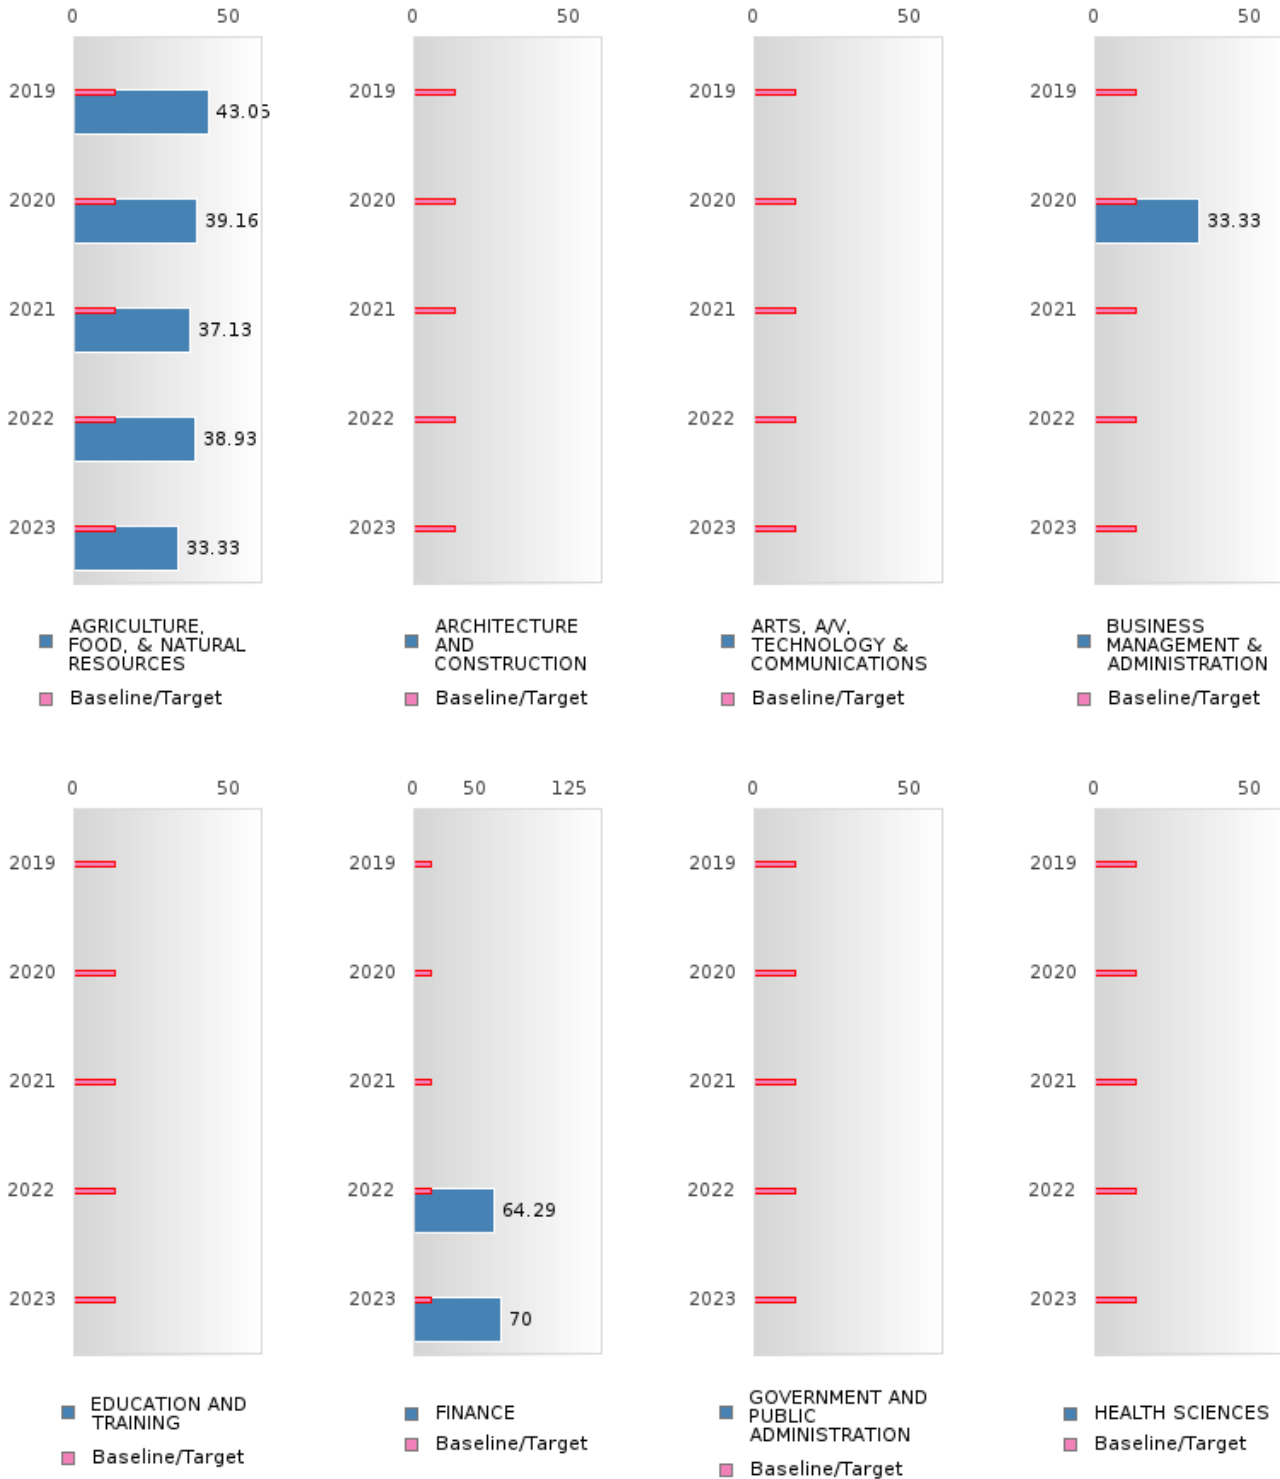 0 50 0 50 0 50 0 50
2019 43.05 2019 2019 2019
2020 39.16 2020 2020 2020 33.33
2021 37.13 2021 2021 2021
2022 38.93 2022 2022 2022
2023 33.33 2023 2023 2023
AGRICULTURE,
FOOD, & NATURAL
RESOURCES
Baseline/Target
ARCHITECTURE
AND
CONSTRUCTION
Baseline/Target
ARTS, A/V,
TECHNOLOGY &
COMMUNICATIONS
Baseline/Target
BUSINESS
MANAGEMENT &
ADMINISTRATION
Baseline/Target
0 50 0 50 125 0 50 0 50
2019 2019 2019 2019
2020 2020 2020 2020
2021 2021 2021 2021
2022 2022 64.29 2022 2022
2023 2023 70 2023 2023
EDUCATION AND
TRAINING
Baseline/Target
FINANCE
Baseline/Target
GOVERNMENT AND
PUBLIC
ADMINISTRATION
Baseline/Target
HEALTH SCIENCES
Baseline/Target